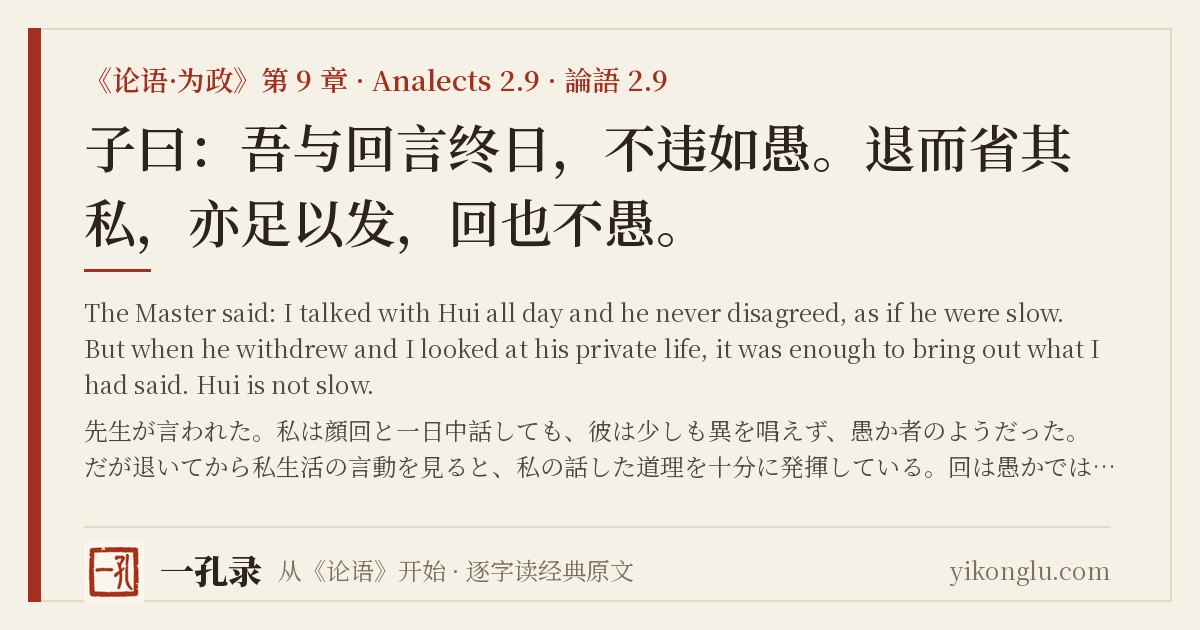 《论语·为政》第 9 章 · Analects 2.9 · 論語 2.9
子曰：吾与回言终日，不违如愚。退而省其
私，亦足以发，回也不愚。
The Master said: I talked with Hui all day and he never disagreed, as if he were slow.
But when he withdrew and I looked at his private life, it was enough to bring out what I
had said. Hui is not slow.
先生が言われた。私は顔回と一日中話しても、彼は少しも異を唱えず、愚か者のようだった。
だが退いてから私生活の言動を見ると、私の話した道理を十分に発揮している。回は愚かでは…
一孔
一孔录 从《论语》开始 · 逐字读经典原文 yikonglu.com